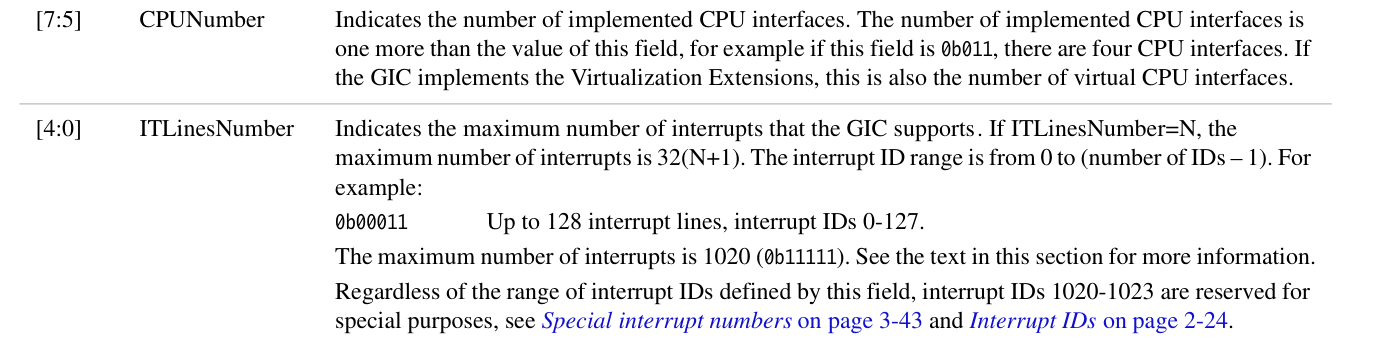 [7:5] CPUNumber Indicates the number of implemented CPU interfaces. The number of implemented CPU interfaces is
one more than the value of this field, for example if this field is 0b011, there are four CPU interfaces. If
the GIC implements the Virtualization Extensions, this is also the number of virtual CPU interfaces.
[4:0] ITLinesNumber Indicates the maximum number of interrupts that the GIC supports. If ITLinesNumber=N, the
maximum number of interrupts is 32(N+1). The interrupt ID range is from 0 to (number of IDs – 1). For
example:
0b00011 Up to 128 interrupt lines, interrupt IDs 0-127.
The maximum number of interrupts is 1020 (0b11111). See the text in this section for more information.
Regardless of the range of interrupt IDs defined by this field, interrupt IDs 1020-1023 are reserved for
special purposes, see Special interrupt numbers on page 3-43 and Interrupt IDs on page 2-24.